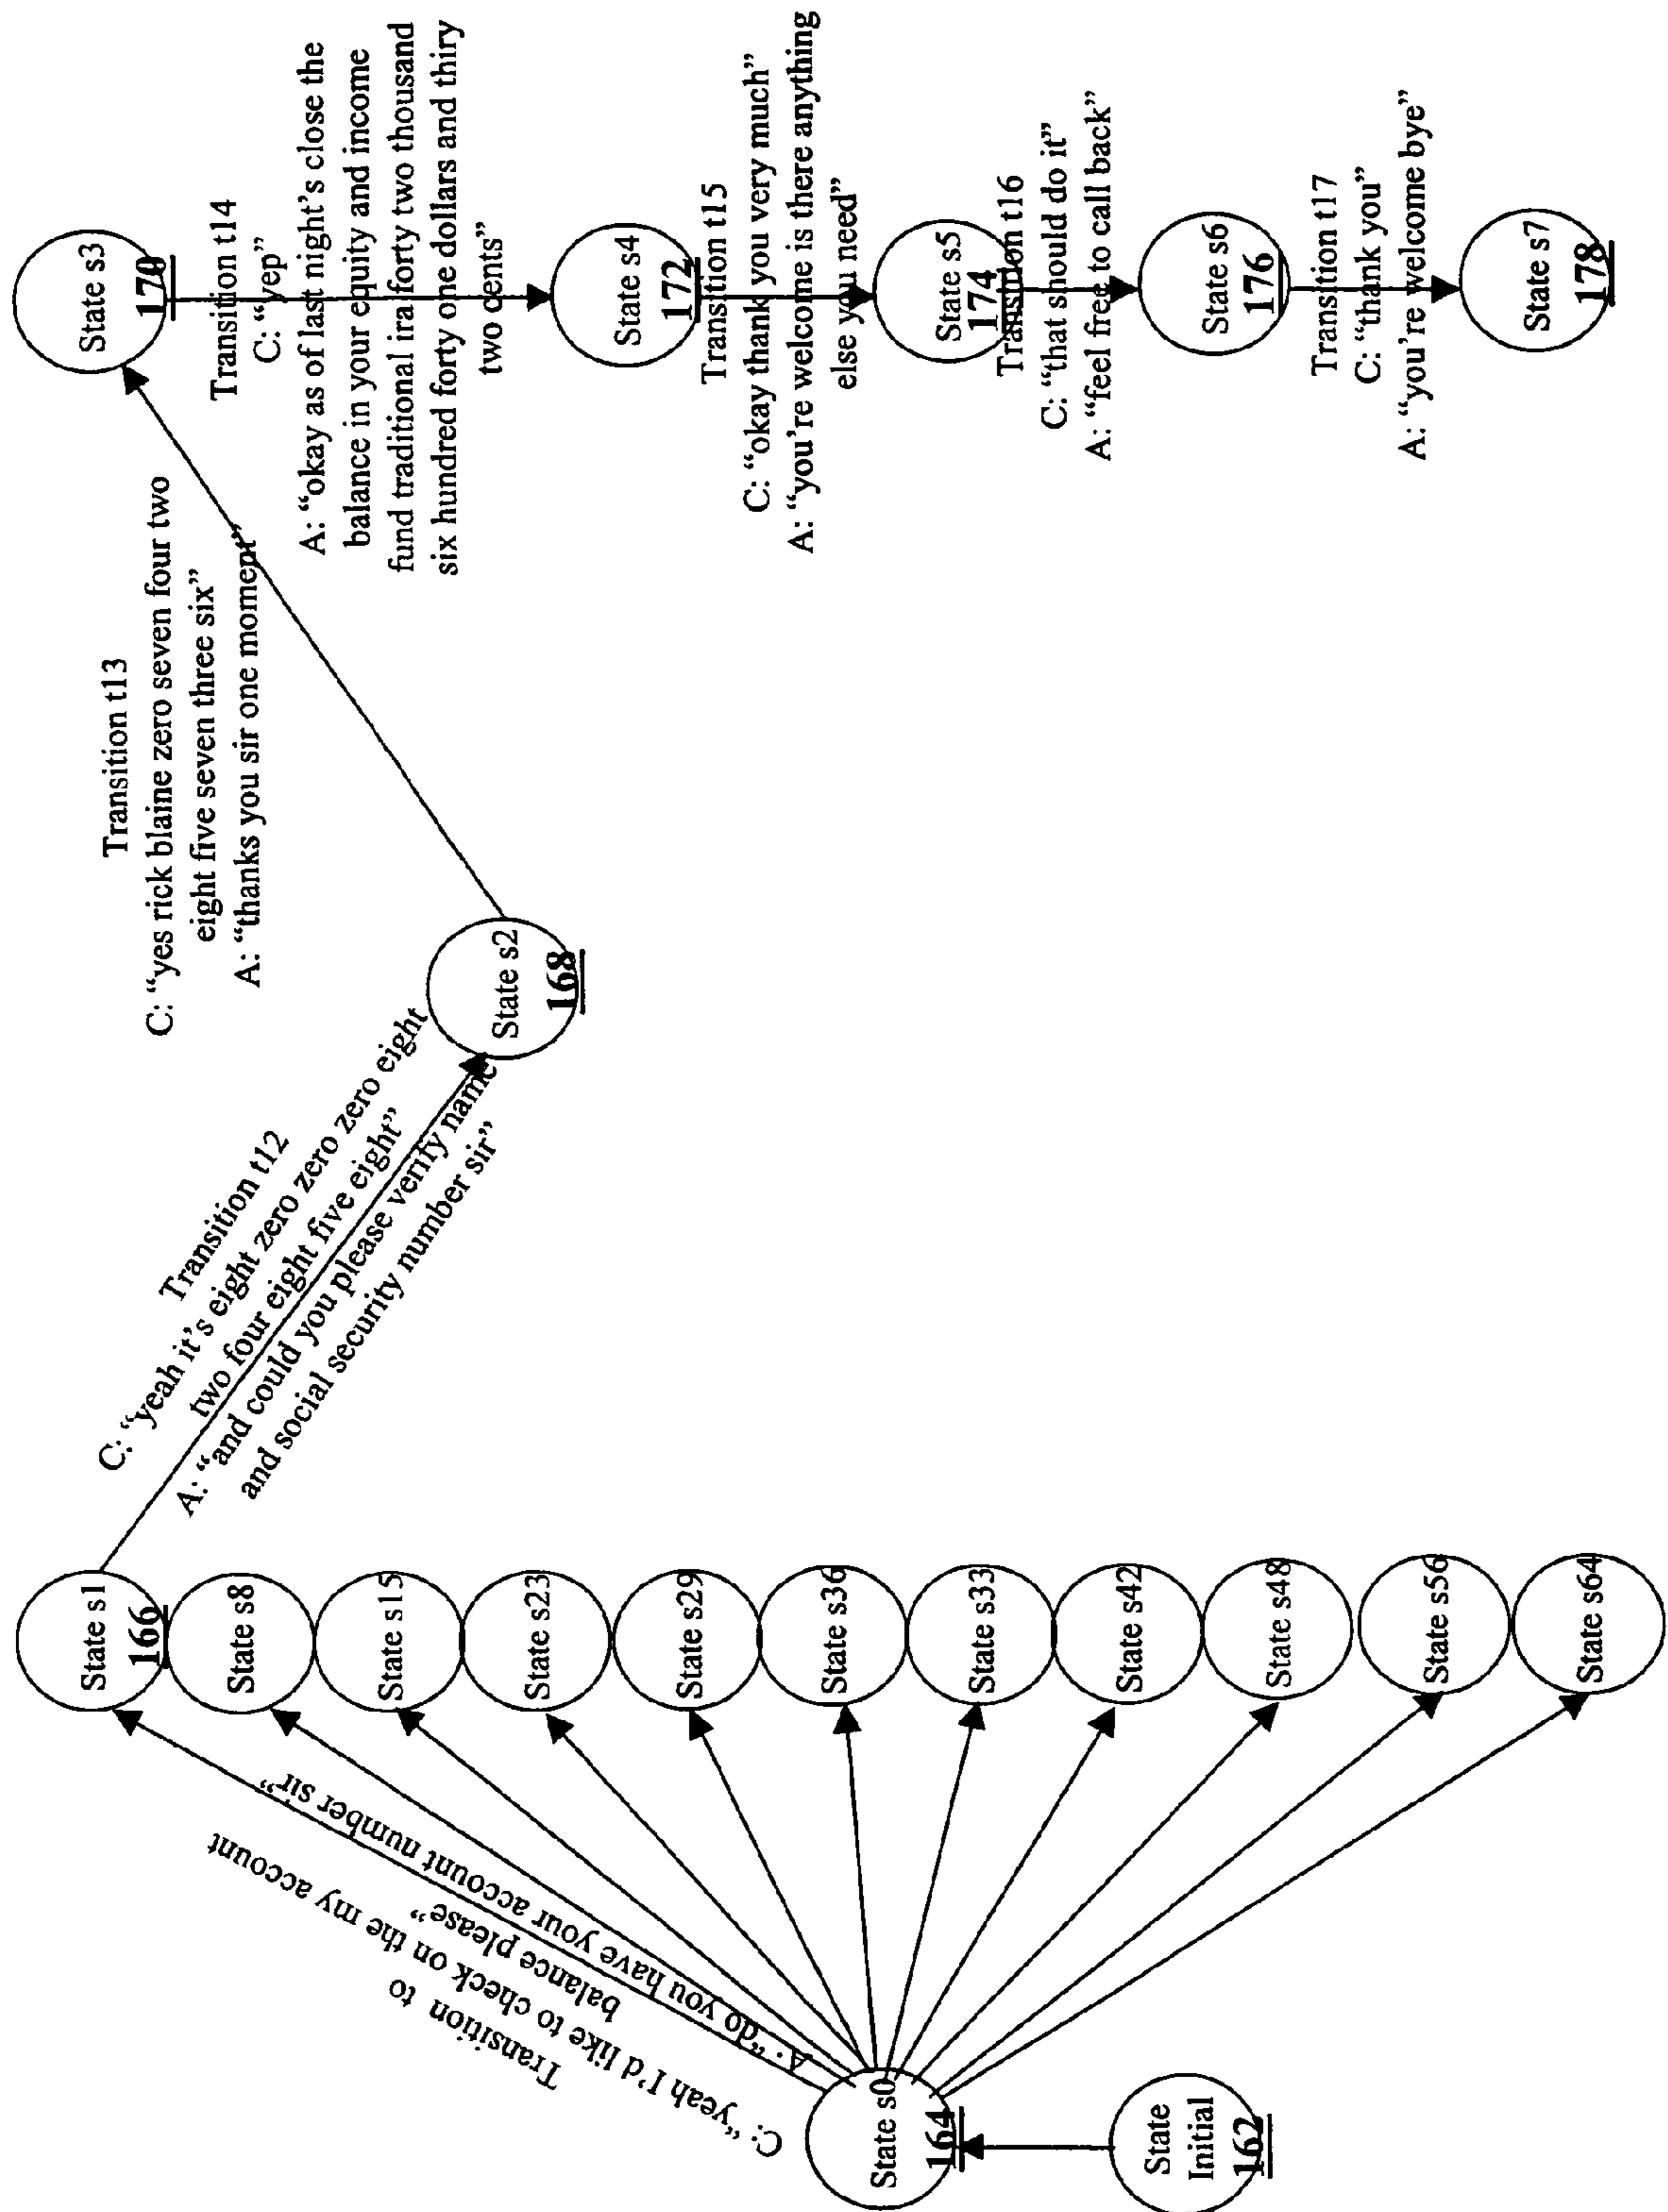 State
Initial
162
State s0
164
Transition to
C: “yeah I’d like to check on the my account
balance please”
A: “do you have your account number sir”
State s1
166
State s8
State s15
State s23
State s29
State s36
State s33
State s42
State s48
State s56
State s64
Transition t12
C: “yeah it’s eight zero zero zero eight
two four eight five eight”
A: “and could you please verify name
and social security number sir”
State s2
168
Transition t13
C: “yes rick blaine zero seven four two
eight five seven three six”
A: “thanks you sir one moment”
State s3
170
Transition t14
C: “yep”
A: “okay as of last night’s close the
balance in your equity and income
fund traditional ira forty two thousand
six hundred forty one dollars and thiry
two cents”
State s4
172
Transition t15
C: “okay thank you very much”
A: “you’re welcome is there anything
else you need”
State s5
174
Transition t16
C: “that should do it”
A: “feel free to call back”
State s6
176
Transition t17
C: “thank you”
A: “you’re welcome bye”
State s7
178